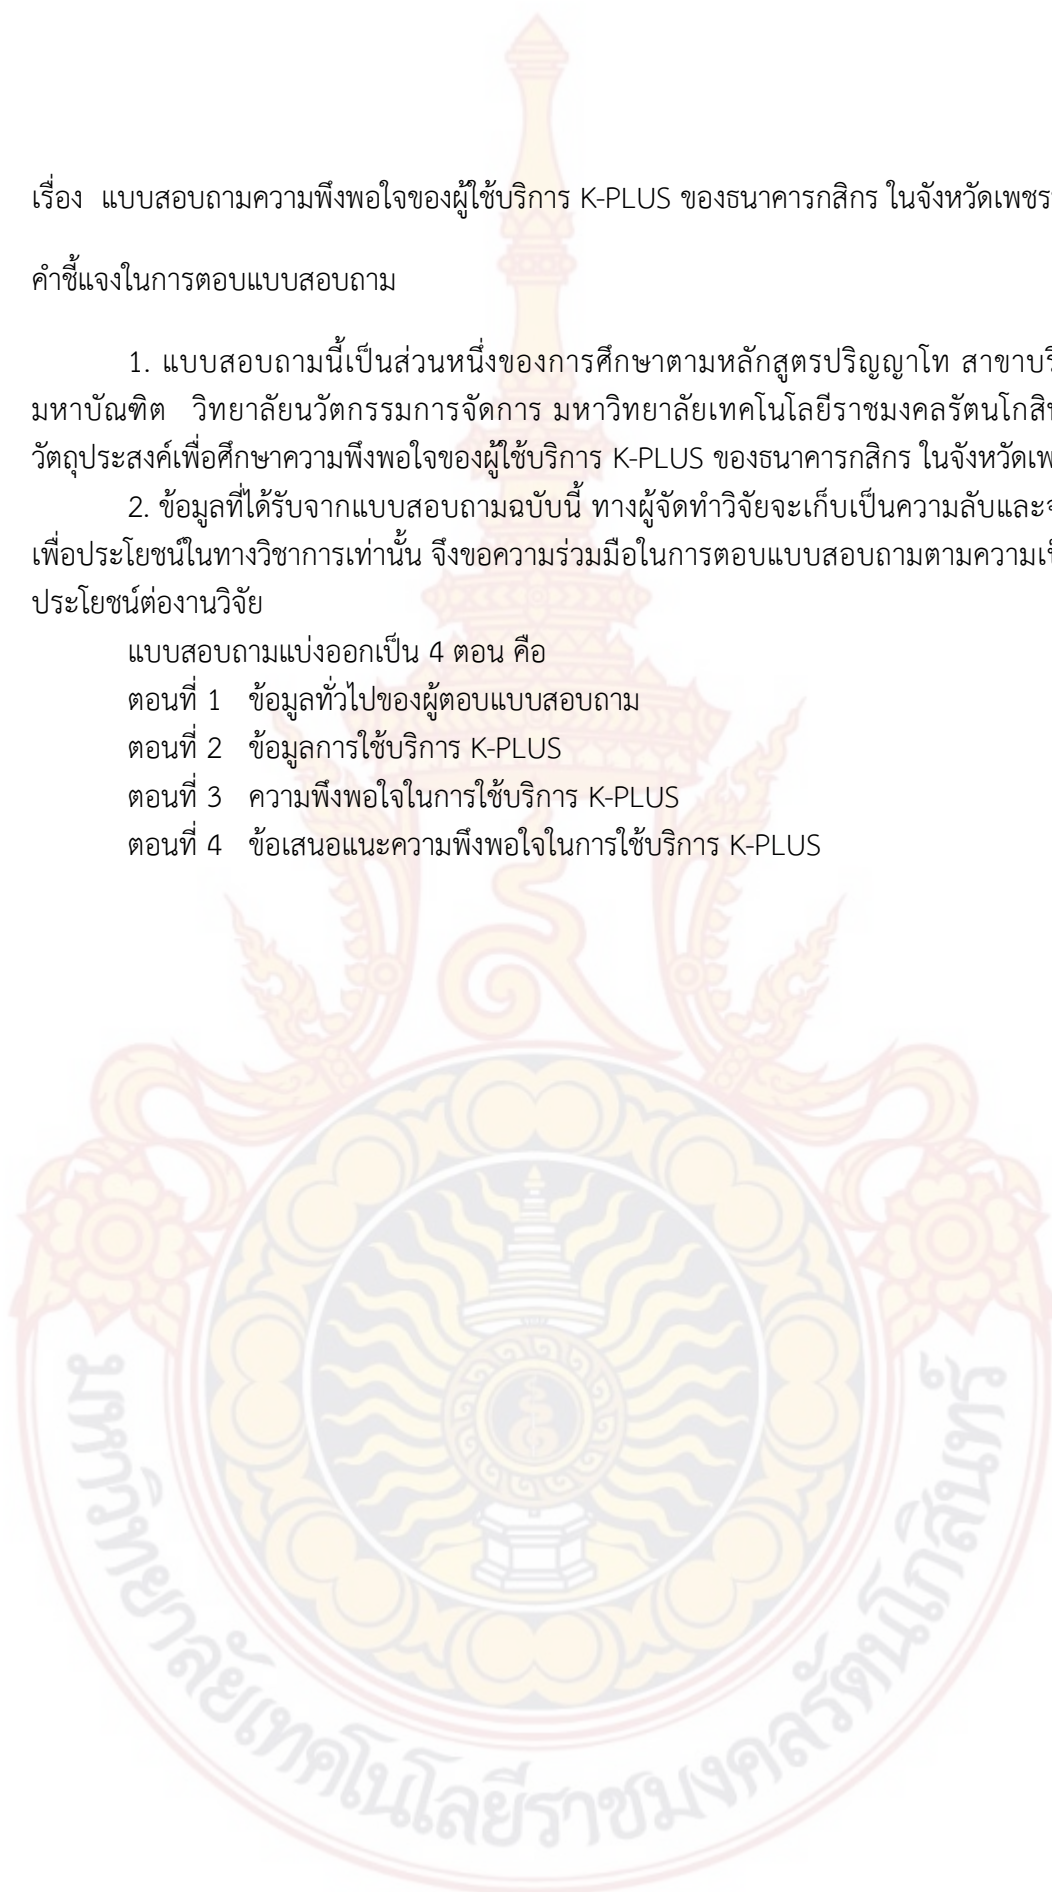 เรื่อง แบบสอบถามความพึงพอใจของผู้ใช้บริการ K-PLUS ของธนาคารกสิกร ในจังหวัดเพชร
คำชี้แจงในการตอบแบบสอบถาม
1. แบบสอบถามนี้เป็นส่วนหนึ่งของการศึกษาตามหลักสูตรปริญญาโท สาขาบริ
มหาบัณฑิต วิทยาลัยนวัตกรรมการจัดการ มหาวิทยาลัยเทคโนโลยีราชมงคลรัตนโกสิน
วัตถุประสงค์เพื่อศึกษาความพึงพอใจของผู้ใช้บริการ K-PLUS ของธนาคารกสิกร ในจังหวัดเพ
2. ข้อมูลที่ได้รับจากแบบสอบถามฉบับนี้ ทางผู้จัดทำวิจัยจะเก็บเป็นความลับและจ
เพื่อประโยชน์ในทางวิชาการเท่านั้น จึงขอความร่วมมือในการตอบแบบสอบถามตามความเป็
ประโยชน์ต่องานวิจัย
แบบสอบถามแบ่งออกเป็น 4 ตอน คือ
ตอนที่ 1 ข้อมูลทั่วไปของผู้ตอบแบบสอบถาม
ตอนที่ 2 ข้อมูลการใช้บริการ K-PLUS
ตอนที่ 3 ความพึงพอใจในการใช้บริการ K-PLUS
ตอนที่ 4 ข้อเสนอแนะความพึงพอใจในการใช้บริการ K-PLUS
มหาวิทยาลัยเทคโนโลยีราชมงคลรัตนโกสินทร์